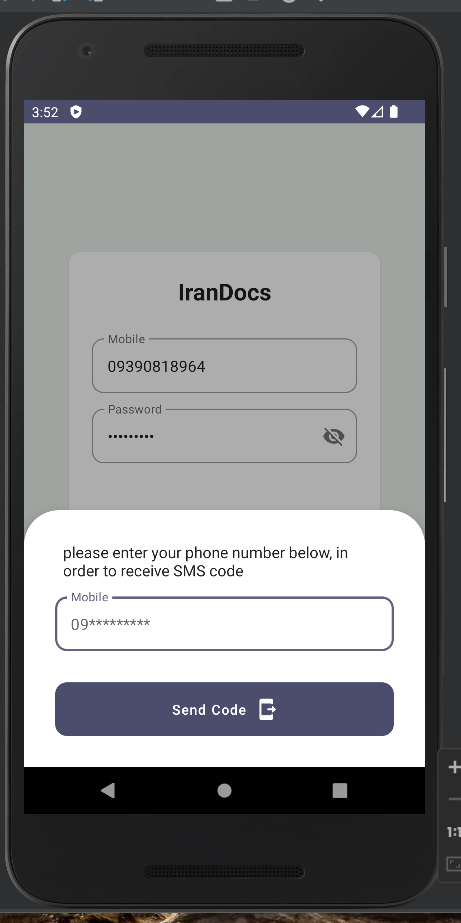 3:52
IranDocs
Mobile
09390818964
Password
•••••••••
please enter your phone number below, in
order to receive SMS code
Mobile
09*********
Send Code
1:1